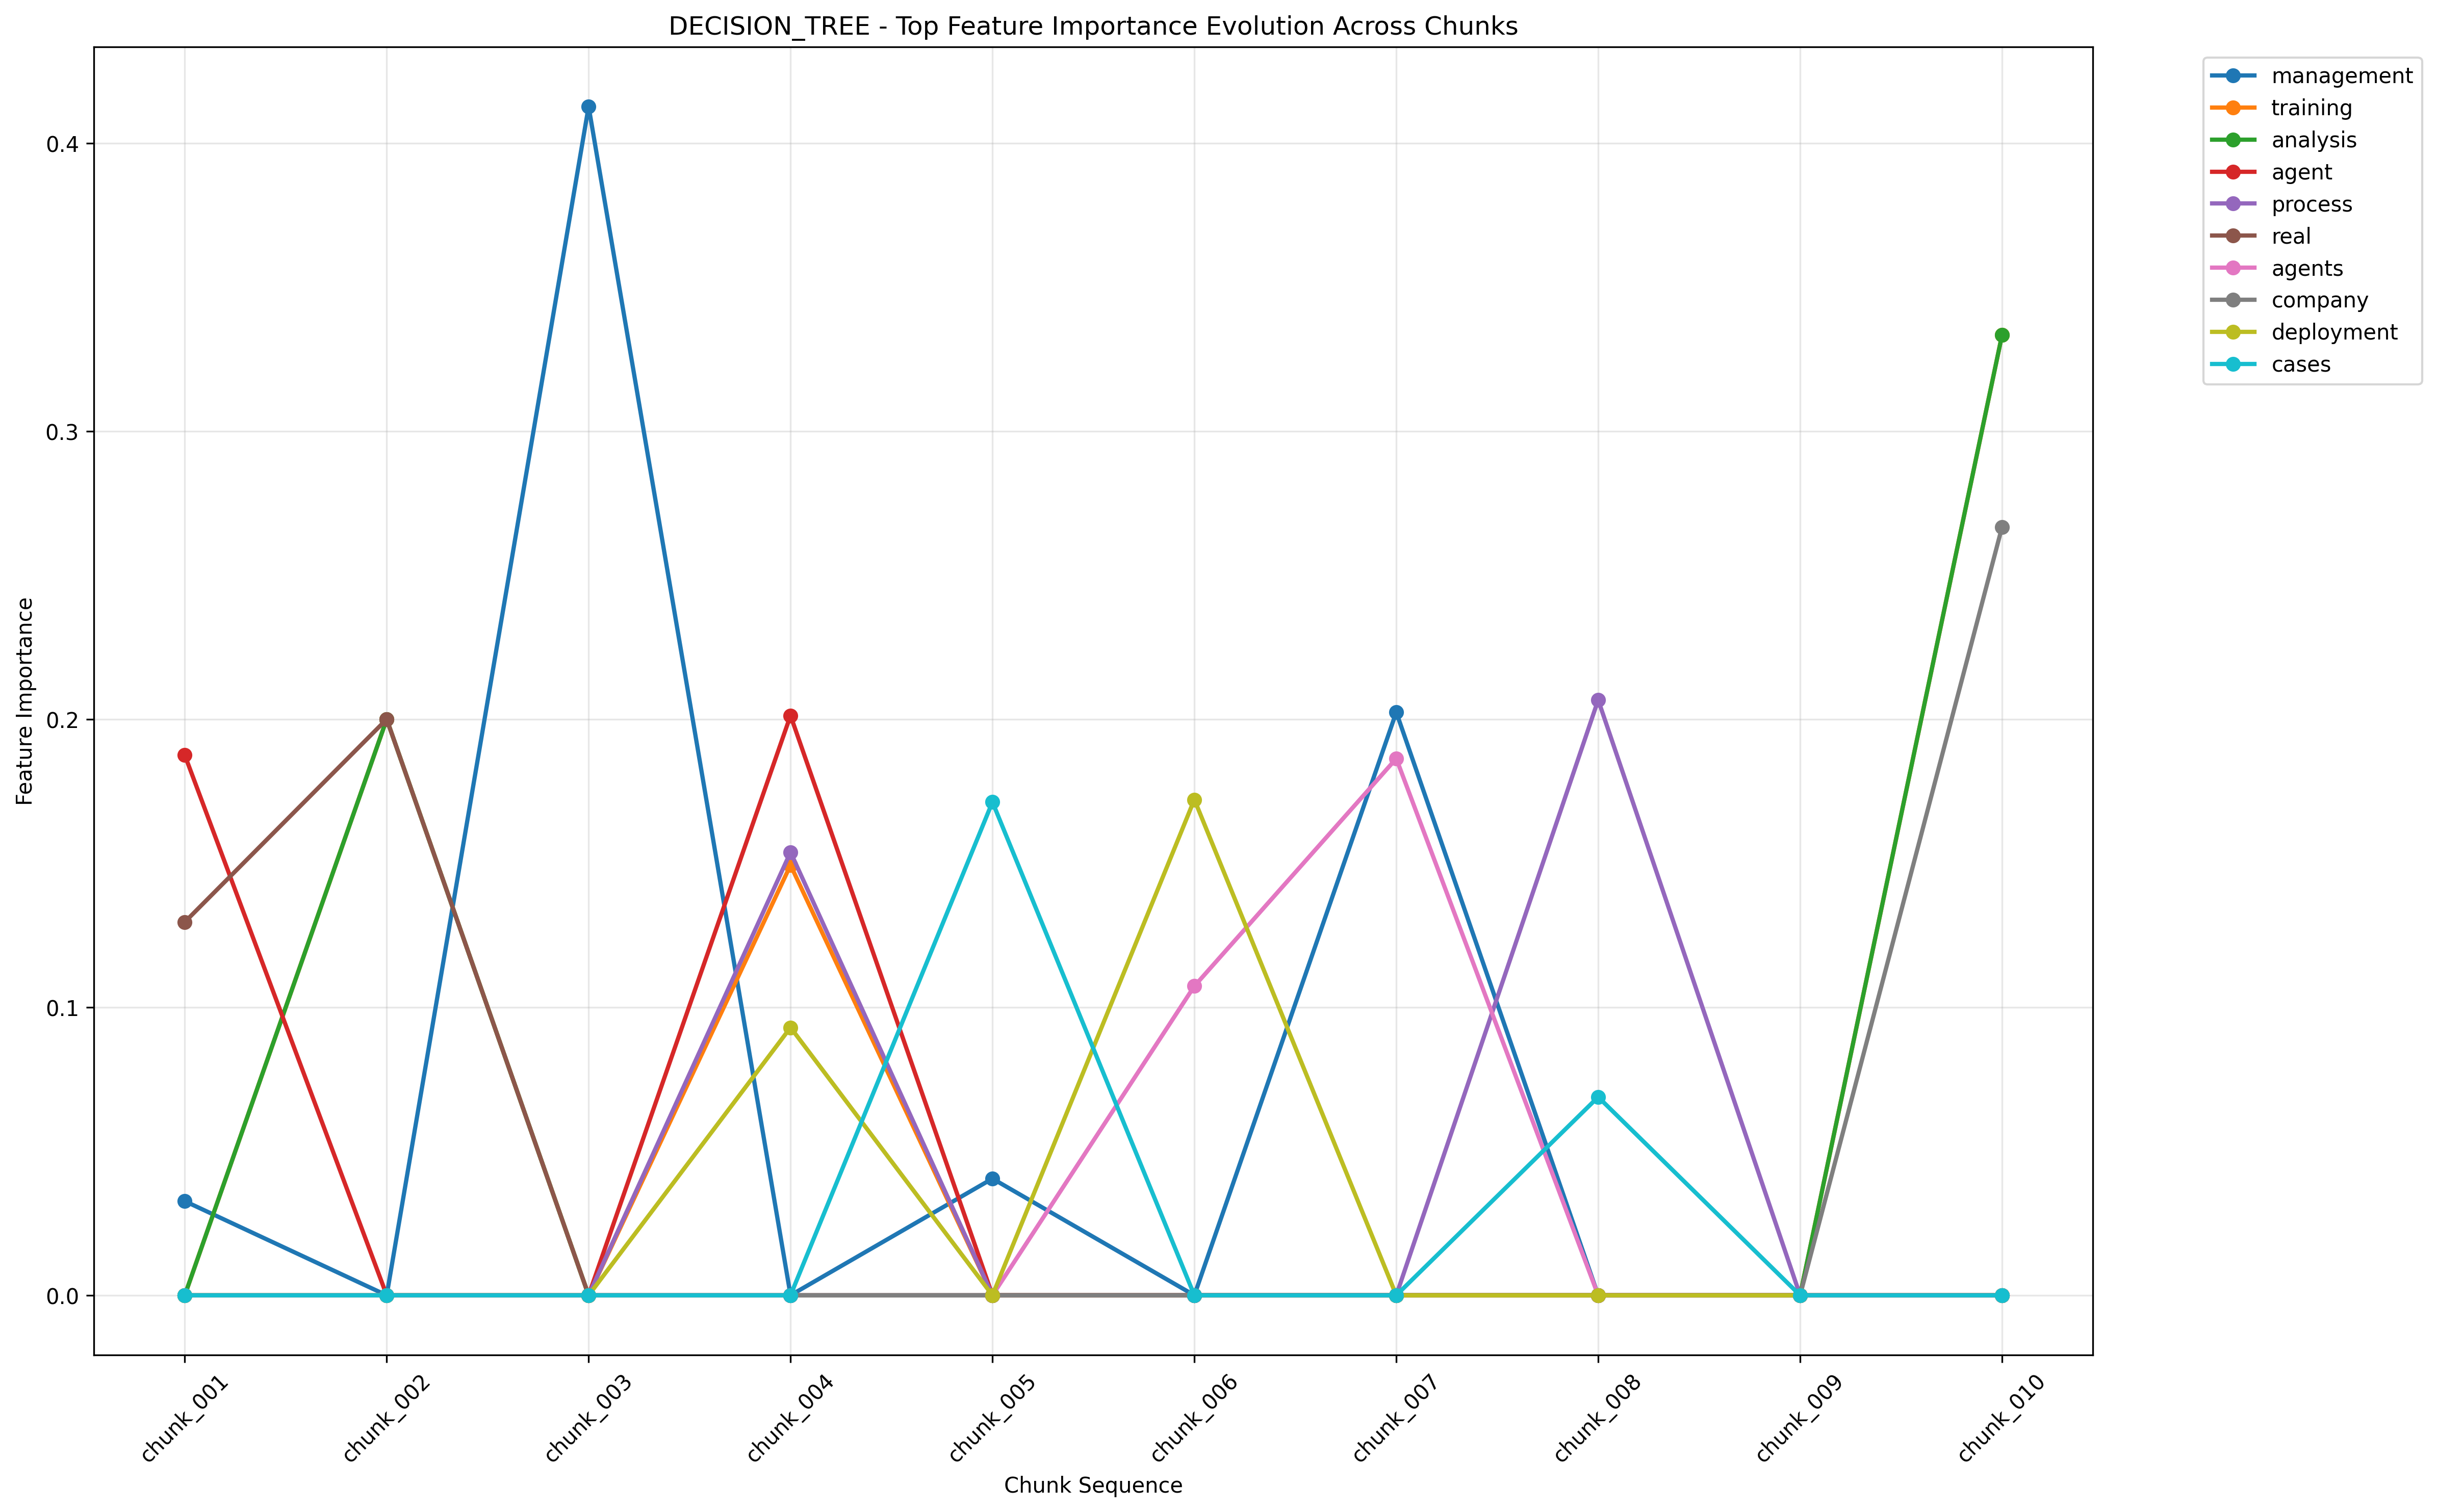 DECISION_TREE - Top Feature Importance Evolution Across Chunks
management
training
analysis
agent
process
real
agents
company
deployment
cases
Feature Importance
0.4
0.3
0.2
0.1
0.0
chunk_001
chunk_002
chunk_003
chunk_004
chunk_005
chunk_006
chunk_007
chunk_008
chunk_009
chunk_010
Chunk Sequence